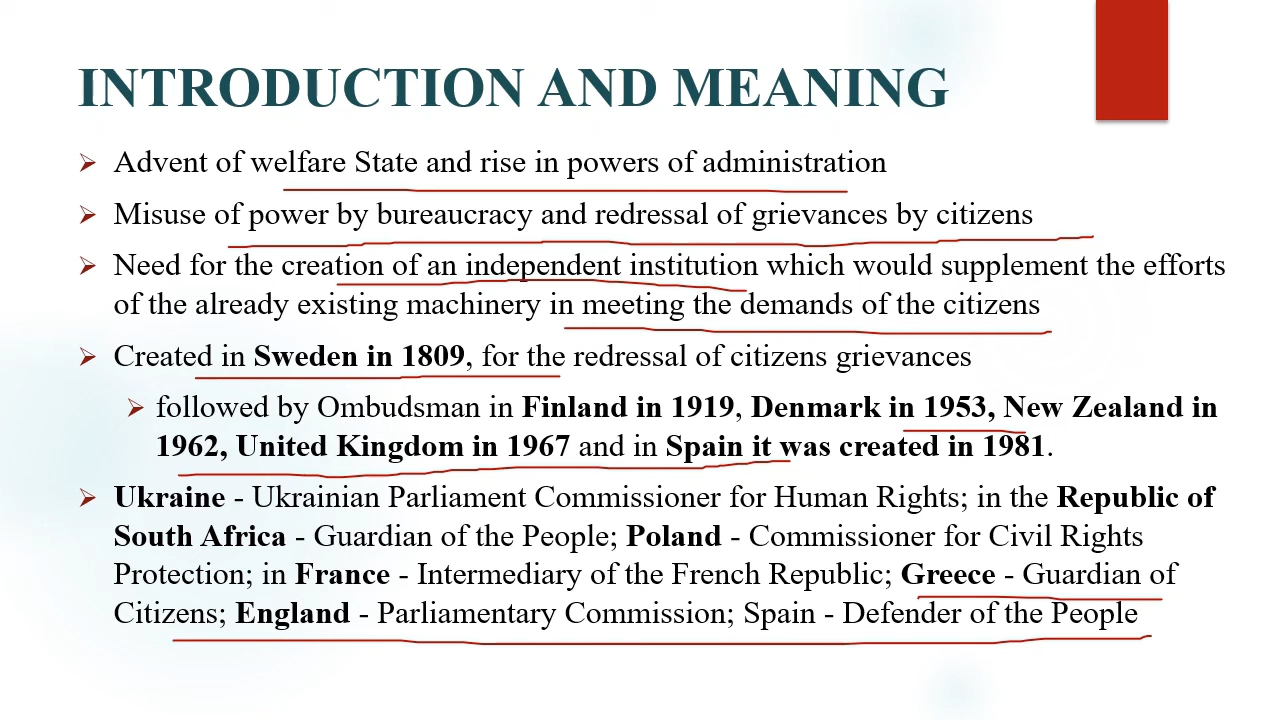 INTRODUCTION AND MEANING
Advent of welfare State and rise in powers of administration
Misuse of power by bureaucracy and redressal of grievances by citizens
Need for the creation of an independent institution which would supplement the efforts
of the already existing machinery in meeting the demands of the citizens
Created in Sweden in 1809, for the redressal of citizens grievances
followed by Ombudsman in Finland in 1919, Denmark in 1953, New Zealand in
1962, United Kingdom in 1967 and in Spain it was created in 1981.
Ukraine - Ukrainian Parliament Commissioner for Human Rights; in the Republic of
South Africa - Guardian of the People; Poland - Commissioner for Civil Rights
Protection; in France - Intermediary of the French Republic; Greece - Guardian of
Citizens; England - Parliamentary Commission; Spain - Defender of the People